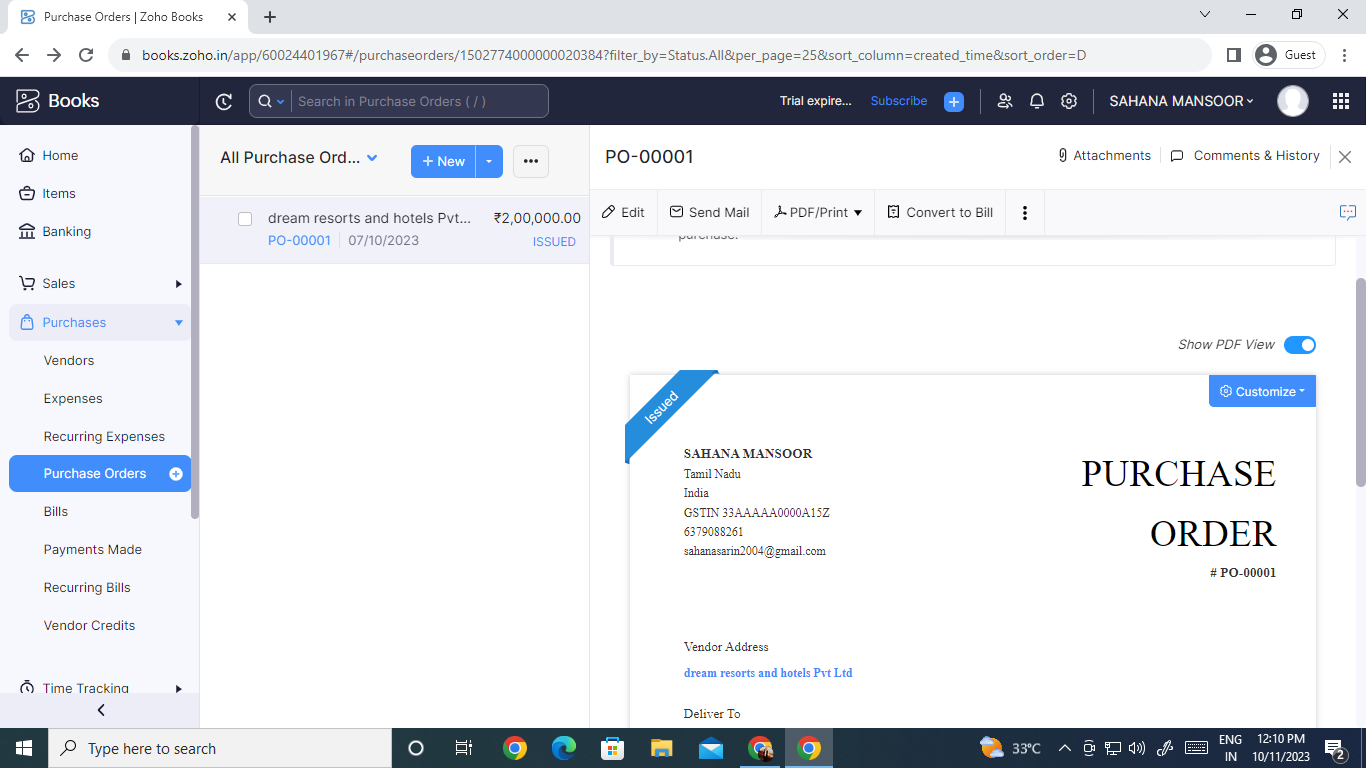 Purchase Orders | Zoho Books
books.zoho.in/app/60024401967#/purchaseorders/1502774000000020384?filter_by=Status.All&per_page=25&sort_column=created_time&sort_order=D
Guest
Books
Search in Purchase Orders ( / )
Trial expire...
Subscribe
SAHANA MANSOOR
Home
Items
Banking
Sales
Purchases
Vendors
Expenses
Recurring Expenses
Purchase Orders
Bills
Payments Made
Recurring Bills
Vendor Credits
Time Tracking
All Purchase Ord...
+ New
dream resorts and hotels Pvt...
₹2,00,000.00
PO-00001
07/10/2023
ISSUED
PO-00001
Attachments
Comments & History
Edit
Send Mail
PDF/Print
Convert to Bill
purchase.
Show PDF View
Issued
Customize
SAHANA MANSOOR
Tamil Nadu
India
GSTIN 33AAAAA0000A15Z
6379088261
sahanasarin2004@gmail.com
PURCHASE
ORDER
# PO-00001
Vendor Address
dream resorts and hotels Pvt Ltd
Deliver To
Type here to search
33°C
ENG
IN
12:10 PM
10/11/2023
2